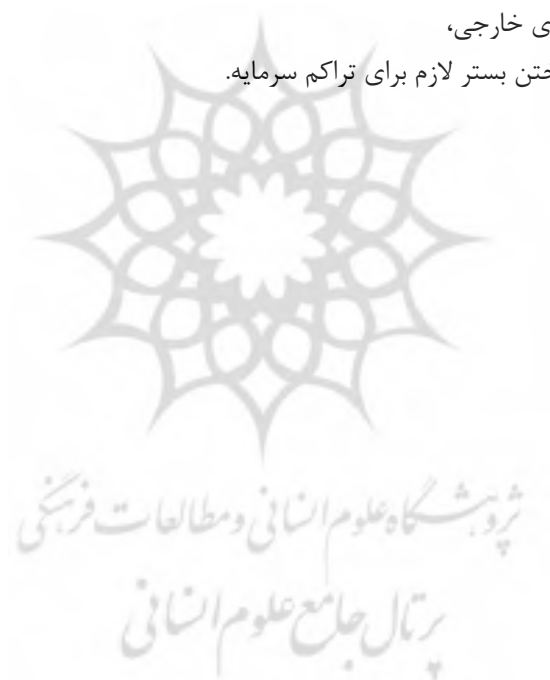 ی خارجی،
ختن بستر لازم برای تراکم سرمایه.
پژوهشگاه علوم انسانی و مطالعات فرهنگی
پرتال جامع علوم انسانی